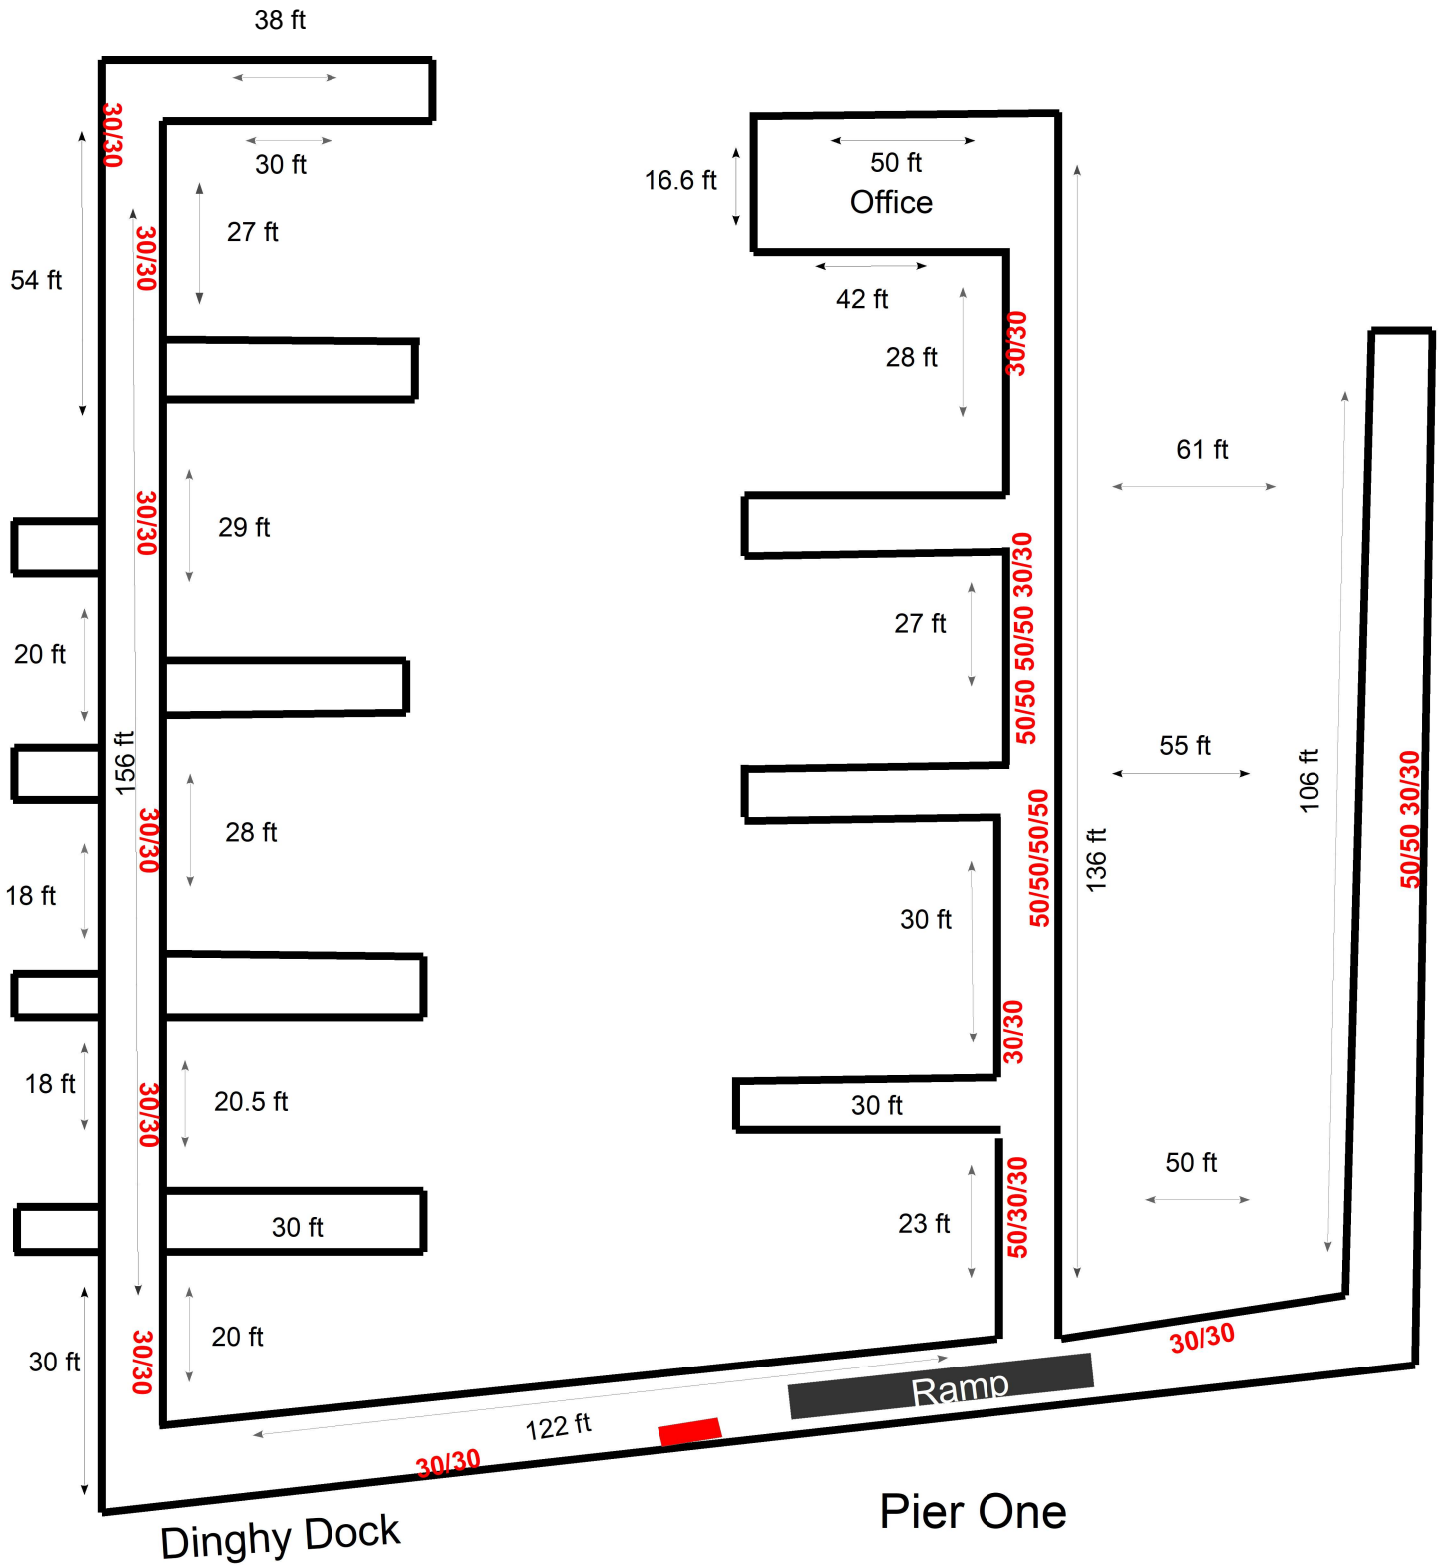 38 ft
30/30
30 ft
50 ft
16.6 ft
Office
27 ft
30/30
54 ft
42 ft
28 ft
30/30
61 ft
29 ft
30/30
50/50 50/50 30/30
27 ft
20 ft
156 ft
55 ft
106 ft
50/50 30/30
28 ft
30/30
50/50/50/50
136 ft
18 ft
30 ft
30/30
18 ft
20.5 ft
30/30
30 ft
50 ft
30 ft
23 ft
50/30/30
20 ft
30 ft
30/30
30/30
Ramp
122 ft
30/30
Pier One
Dinghy Dock